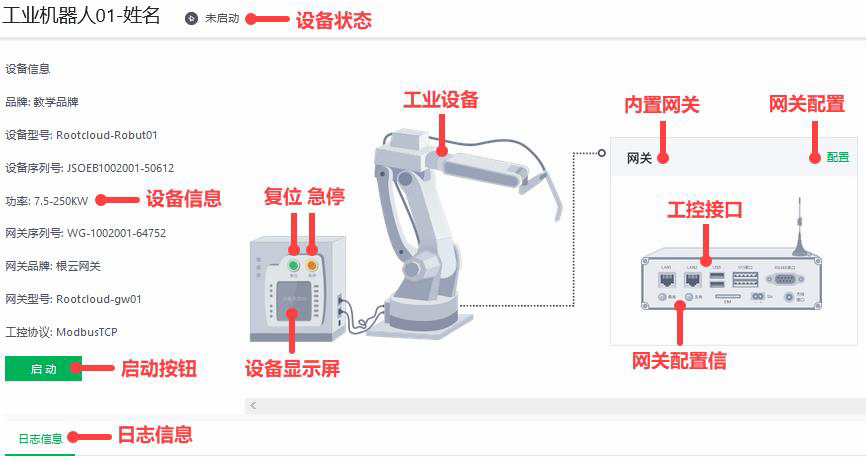 工业机器人01-姓名
未启动
设备状态
设备信息
品牌: 教学品牌
工业设备
内置网关
网关配置
设备型号: Rootcloud-Robut01
网关
配置
设备序列号: JSOEB1002001-50612
功率: 7.5-250KW
设备信息
复位 急停
工控接口
网关序列号: WG-1002001-64752
网关品牌: 根云网关
LAN1
LAN2
USB
网关型号: Rootcloud-gw01
工控协议: ModbusTCP
启动
启动按钮
设备显示屏
网关配置信
日志信息
日志信息